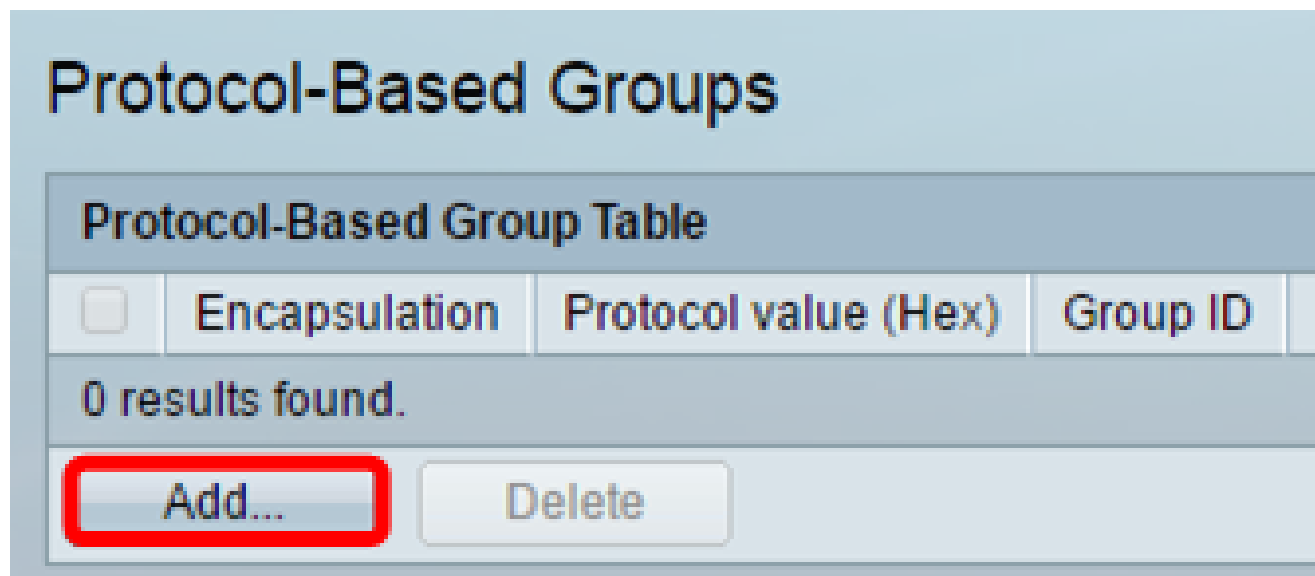 Protocol-Based Groups
Protocol-Based Group Table
Encapsulation Protocol value (Hex) Group ID
0 results found.
Add... Delete